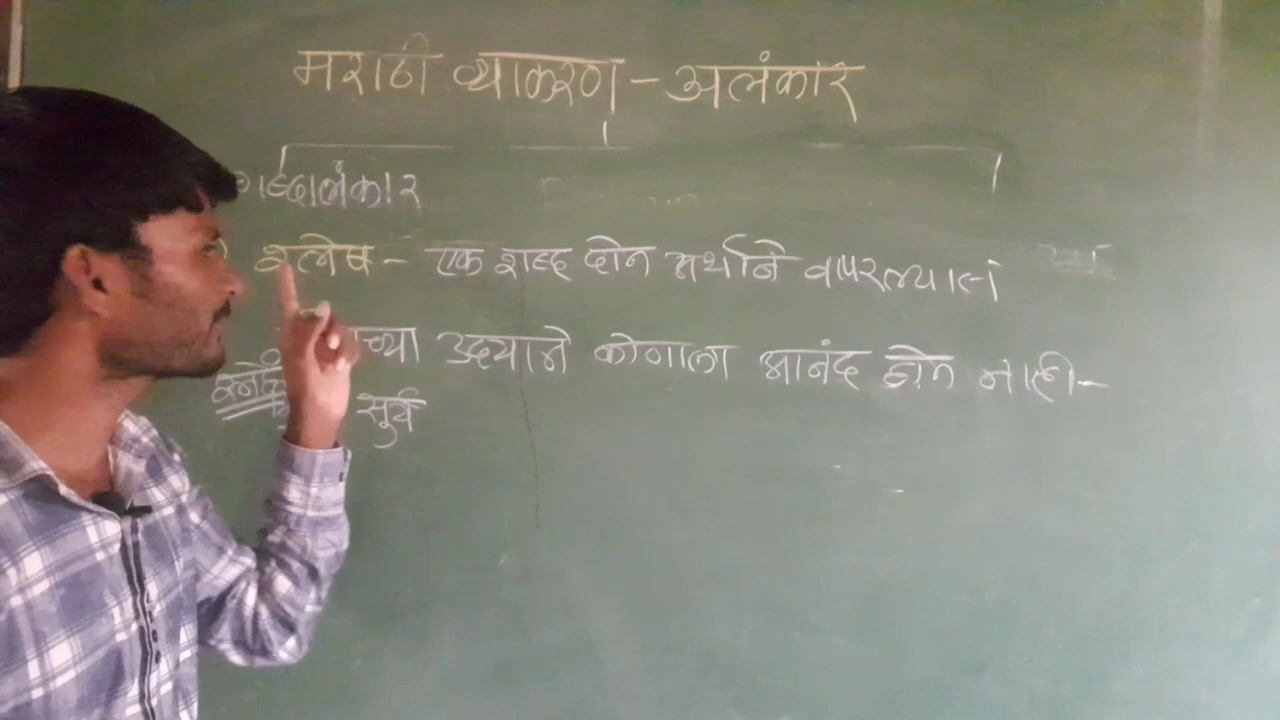 मराठी व्याकरण - अलंकार
शब्दालंकार
श्लेष - एक शब्द दोन अर्थाने वापरल्यास
च्या उदयाने कोणाला आनंद होत नाही -
सुर्य